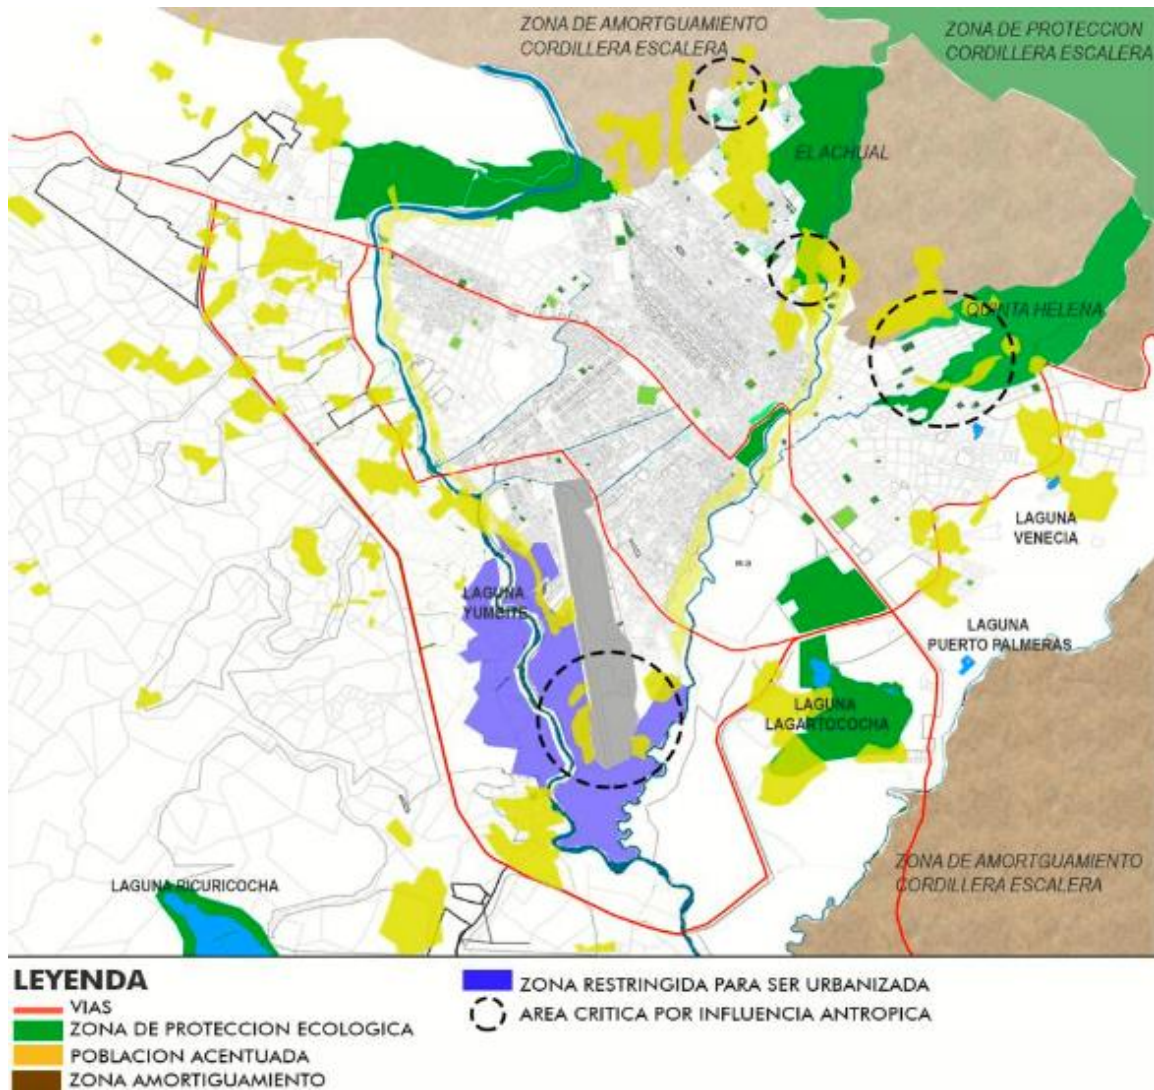 ZONA DE AMORTGUAMIENTO
CORDILLERA ESCALERA
ZONA DE PROTECCION
CORDILLERA ESCALERA
EL ACHUAL
QUINTA HELENA
LAGUNA
VENECIA
LAGUNA
YUMBITE
LAGUNA
PUERTO PALMERAS
LAGUNA
LAGARTOCOCHA
ZONA DE AMORTGUAMIENTO
CORDILLERA ESCALERA
LAGUNA RICURICOCHA
LEYENDA
VIAS
ZONA DE PROTECCION ECOLOGICA
POBLACION ACENTUADA
ZONA AMORTIGUAMIENTO
ZONA RESTRINGIDA PARA SER URBANIZADA
AREA CRITICA POR INFLUENCIA ANTROPICA